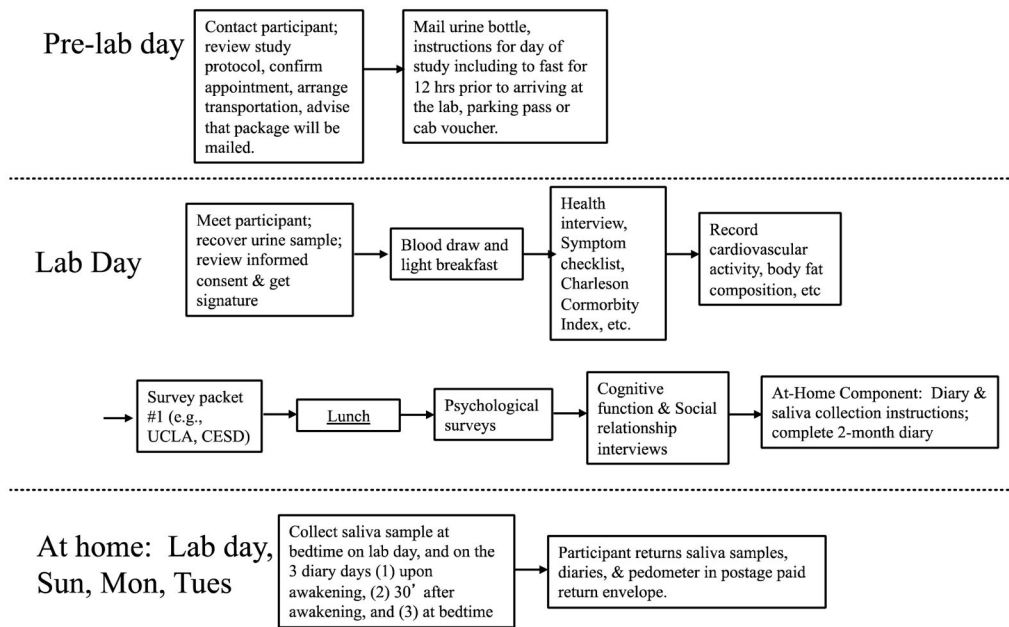 Pre-lab day
Contact participant;
review study
protocol, confirm
appointment, arrange
transportation, advise
that package will be
mailed.
Mail urine bottle,
instructions for day of
study including to fast for
12 hrs prior to arriving at
the lab, parking pass or
cab voucher.
Lab Day
Meet participant;
recover urine sample;
review informed
consent & get
signature
Blood draw and
light breakfast
Health
interview,
Symptom
checklist,
Charleson
Cormorbity
Index, etc.
Record
cardiovascular
activity, body fat
composition, etc
Survey packet
#1 (e.g.,
UCLA, CESD)
Lunch
Psychological
surveys
Cognitive
function & Social
relationship
interviews
At-Home Component:  Diary &
saliva collection instructions;
complete 2-month diary
At home:  Lab day,
Sun, Mon, Tues
Collect saliva sample at
bedtime on lab day, and on the
3 diary days (1) upon
awakening, (2) 30’ after
awakening, and (3) at bedtime
Participant returns saliva samples,
diaries, & pedometer in postage paid
return envelope.